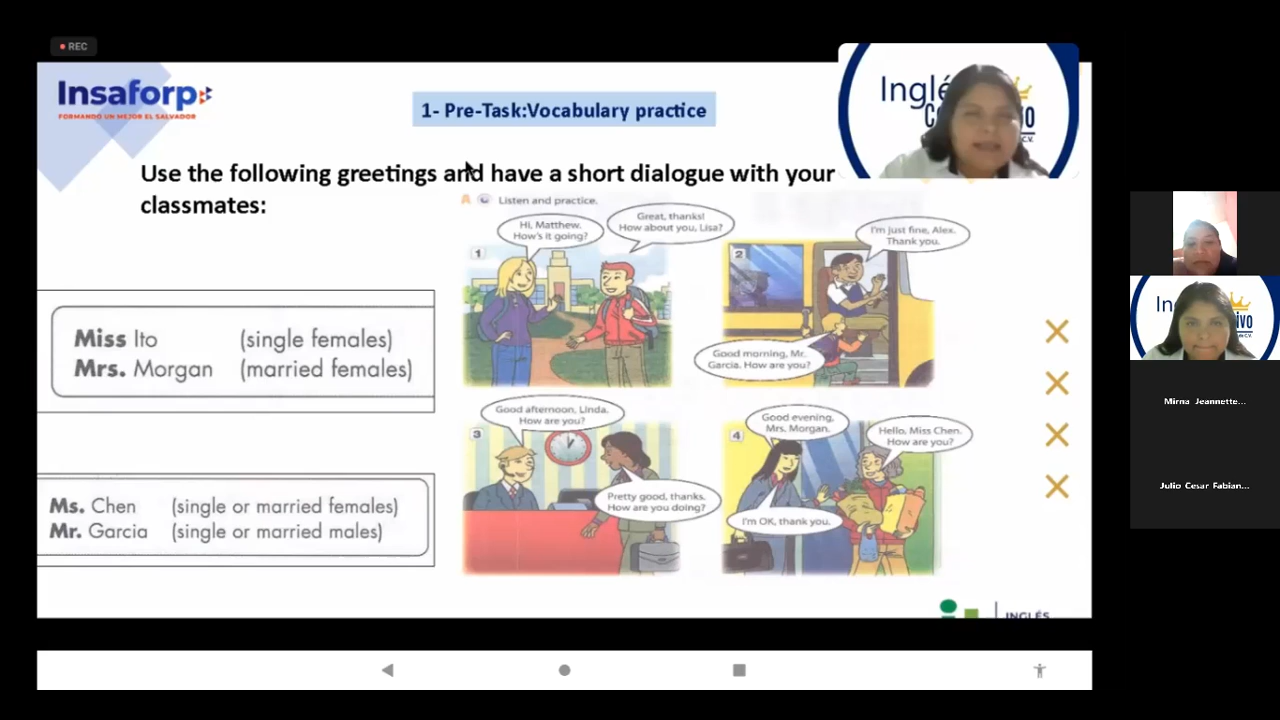 REC
Insaforp
FORMANDO UN MEJOR EL SALVADOR
1- Pre-Task:Vocabulary practice
Use the following greetings and have a short dialogue with your
classmates:
A Listen and practice.
1
Hi, Matthew.
How's it going?
Great, thanks!
How about you, Lisa?
2
I'm just fine, Alex.
Thank you.
Good morning, Mr.
Garcia. How are you?
Miss Ito (single females)
Mrs. Morgan (married females)
3
Good afternoon, Linda.
How are you?
Pretty good, thanks.
How are you doing?
4
Good evening,
Mrs. Morgan.
Hello, Miss Chen.
How are you?
I'm OK, thank you.
Ms. Chen (single or married females)
Mr. Garcia (single or married males)
INGLÉS
Mirna Jeannette...
Julio Cesar Fabian...